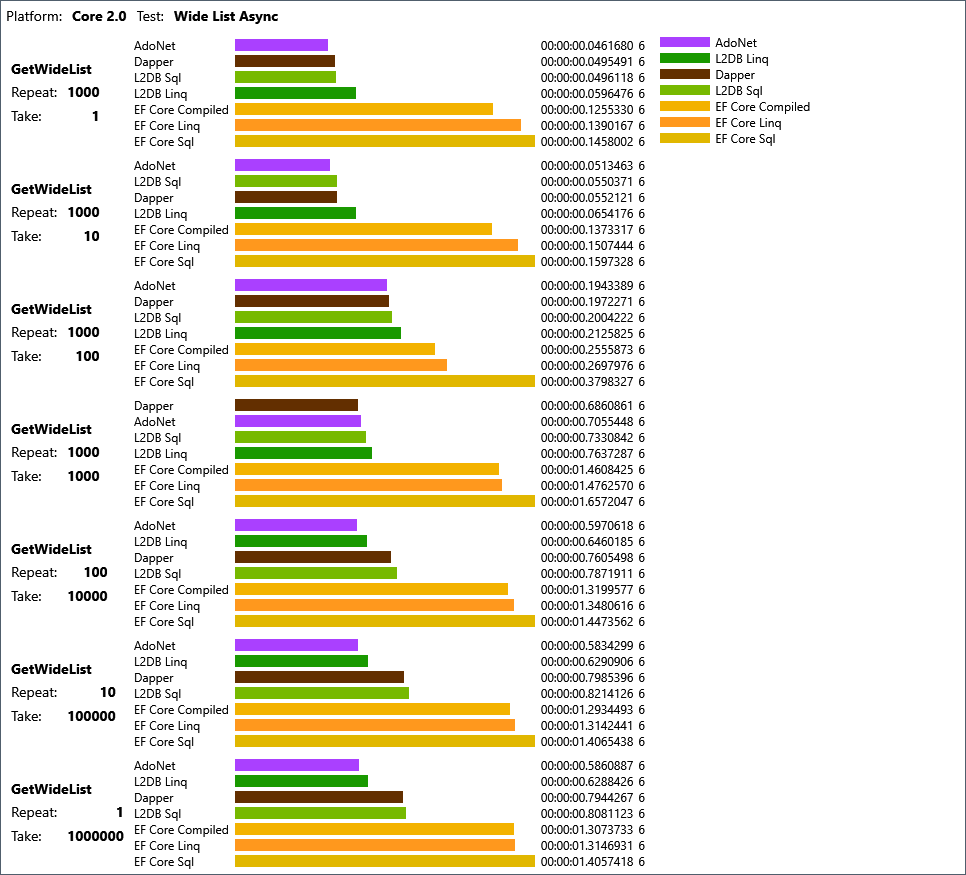 Platform: Core 2.0 Test: Wide List Async
GetWideList
Repeat: 1000
Take: 1
AdoNet 00:00:00.0461680 6
Dapper 00:00:00.0495491 6
L2DB Sql 00:00:00.0496118 6
L2DB Linq 00:00:00.0596476 6
EF Core Compiled 00:00:00.1255330 6
EF Core Linq 00:00:00.1390167 6
EF Core Sql 00:00:00.1458002 6
AdoNet
L2DB Linq
Dapper
L2DB Sql
EF Core Compiled
EF Core Linq
EF Core Sql
GetWideList
Repeat: 1000
Take: 10
AdoNet 00:00:00.0513463 6
L2DB Sql 00:00:00.0550371 6
Dapper 00:00:00.0552121 6
L2DB Linq 00:00:00.0654176 6
EF Core Compiled 00:00:00.1373317 6
EF Core Linq 00:00:00.1507444 6
EF Core Sql 00:00:00.1597328 6
GetWideList
Repeat: 1000
Take: 100
AdoNet 00:00:00.1943389 6
Dapper 00:00:00.1972271 6
L2DB Sql 00:00:00.2004222 6
L2DB Linq 00:00:00.2125825 6
EF Core Compiled 00:00:00.2555873 6
EF Core Linq 00:00:00.2697976 6
EF Core Sql 00:00:00.3798327 6
GetWideList
Repeat: 1000
Take: 1000
Dapper 00:00:00.6860861 6
AdoNet 00:00:00.7055448 6
L2DB Sql 00:00:00.7330842 6
L2DB Linq 00:00:00.7637287 6
EF Core Compiled 00:00:01.4608425 6
EF Core Linq 00:00:01.4762570 6
EF Core Sql 00:00:01.6572047 6
GetWideList
Repeat: 100
Take: 10000
AdoNet 00:00:00.5970618 6
L2DB Linq 00:00:00.6460185 6
Dapper 00:00:00.7605498 6
L2DB Sql 00:00:00.7871911 6
EF Core Compiled 00:00:01.3199577 6
EF Core Linq 00:00:01.3480616 6
EF Core Sql 00:00:01.4473562 6
GetWideList
Repeat: 10
Take: 100000
AdoNet 00:00:00.5834299 6
L2DB Linq 00:00:00.6290906 6
Dapper 00:00:00.7985396 6
L2DB Sql 00:00:00.8214126 6
EF Core Compiled 00:00:01.2934493 6
EF Core Linq 00:00:01.3142441 6
EF Core Sql 00:00:01.4065438 6
GetWideList
Repeat: 1
Take: 1000000
AdoNet 00:00:00.5860887 6
L2DB Linq 00:00:00.6288426 6
Dapper 00:00:00.7944267 6
L2DB Sql 00:00:00.8081123 6
EF Core Compiled 00:00:01.3073733 6
EF Core Linq 00:00:01.3146931 6
EF Core Sql 00:00:01.4057418 6